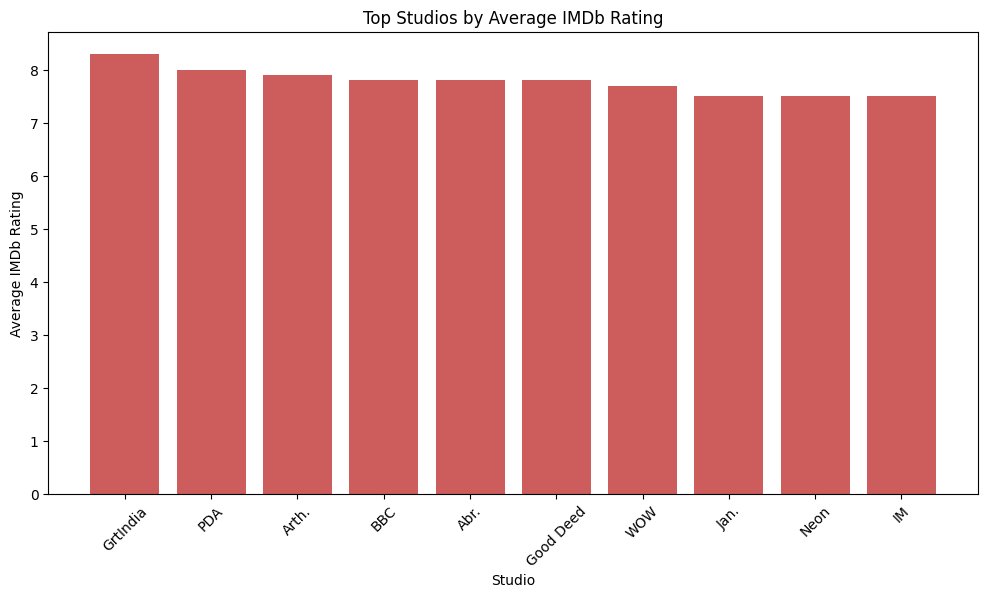 Top Studios by Average IMDb Rating
Average IMDb Rating
8
7
6
5
4
3
2
1
0
GrtIndia
PDA
Arth.
BBC
Abr.
Good Deed
WOW
Jan.
Neon
IM
Studio